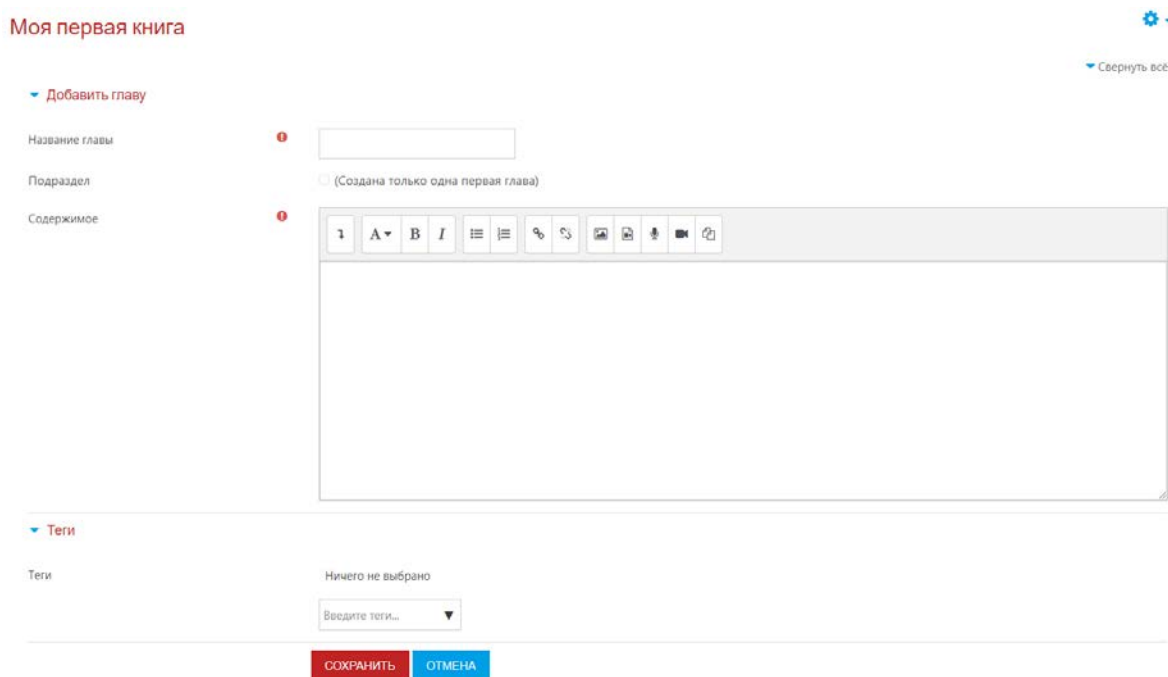 Моя первая книга
Свернуть всё
Добавить главу
Название главы
Подраздел
(Создана только одна первая глава)
Содержимое
A B I
Теги
Теги
Ничего не выбрано
Введите теги...
СОХРАНИТЬ ОТМЕНА